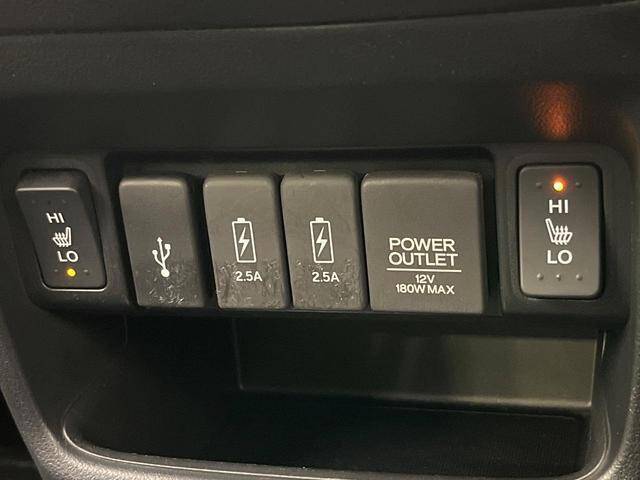 HI
LO
2.5A
2.5A
POWER
OUTLET
12V
180W MAX
HI
LO